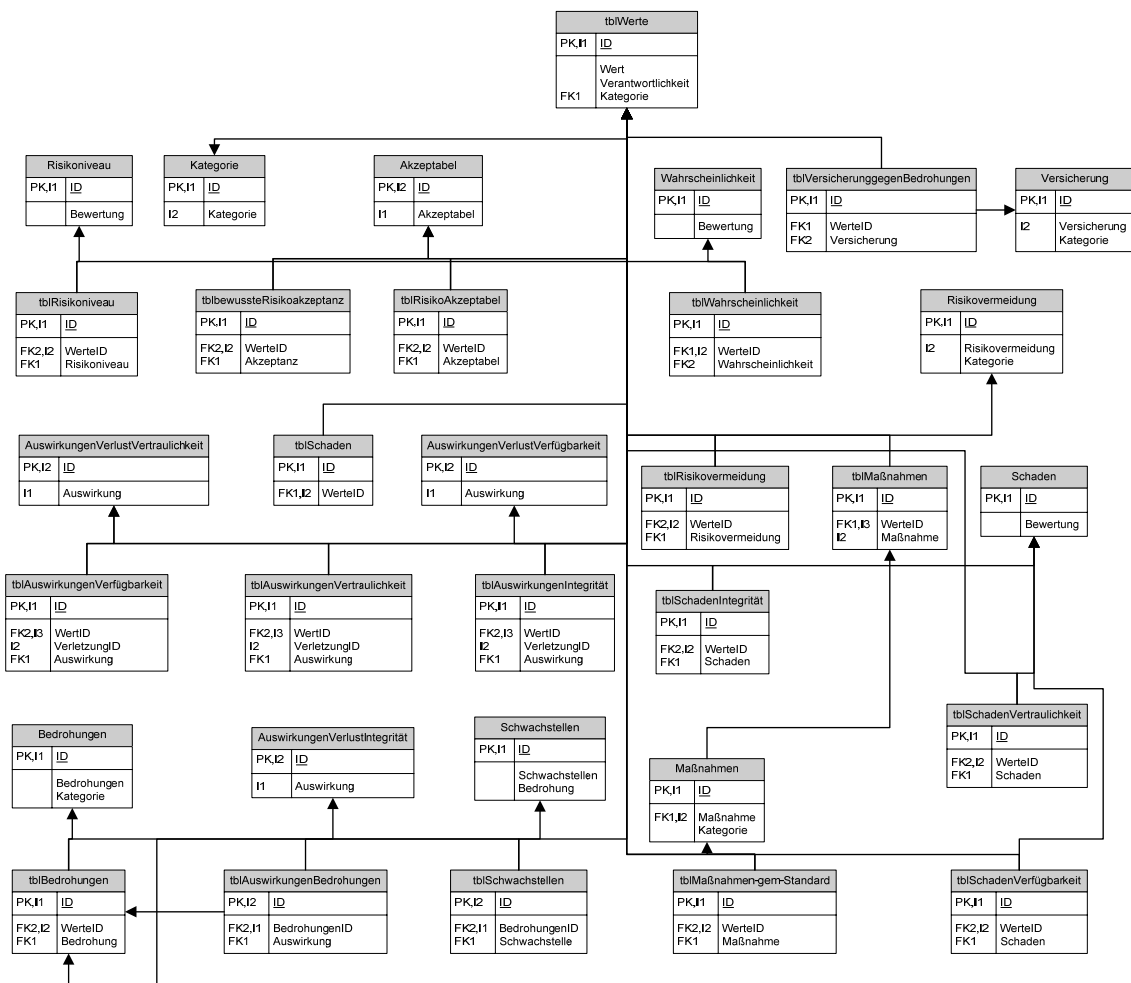 tblWerte
PK,I1 ID
Wert
Verantwortlichkeit
FK1 Kategorie
Risikoniveau
PK,I1 ID
Bewertung
Kategorie
PK,I1 ID
I2 Kategorie
Akzeptabel
PK,I2 ID
I1 Akzeptabel
Wahrscheinlichkeit
PK,I1 ID
Bewertung
tblVersicherunggegenBedrohungen
PK,I1 ID
FK1 WerteID
FK2 Versicherung
Versicherung
PK,I1 ID
I2 Versicherung
Kategorie
tblRisikoniveau
PK,I1 ID
FK2,I2 WerteID
FK1 Risikoniveau
tblbewussteRisikoakzeptanz
PK,I1 ID
FK2,I2 WerteID
FK1 Akzeptanz
tblRisikoAkzeptabel
PK,I1 ID
FK2,I2 WerteID
FK1 Akzeptabel
tblWahrscheinlichkeit
PK,I1 ID
FK1,I2 WerteID
FK2 Wahrscheinlichkeit
Risikovermeidung
PK,I1 ID
I2 Risikovermeidung
Kategorie
AuswirkungenVerlustVertraulichkeit
PK,I2 ID
I1 Auswirkung
tblSchaden
PK,I1 ID
FK1,I2 WerteID
AuswirkungenVerlustVerfügbarkeit
PK,I2 ID
I1 Auswirkung
tblRisikovermeidung
PK,I1 ID
FK2,I2 WerteID
FK1 Risikovermeidung
tblMaßnahmen
PK,I1 ID
FK1,I3 WerteID
I2 Maßnahme
Schaden
PK,I1 ID
Bewertung
tblAuswirkungenVerfügbarkeit
PK,I1 ID
FK2,I3 WertID
I2 VerletzungID
FK1 Auswirkung
tblAuswirkungenVertraulichkeit
PK,I1 ID
FK2,I3 WertID
I2 VerletzungID
FK1 Auswirkung
tblAuswirkungenIntegrität
PK,I1 ID
FK2,I3 WertID
I2 VerletzungID
FK1 Auswirkung
tblSchadenIntegrität
PK,I1 ID
FK2,I2 WerteID
FK1 Schaden
tblSchadenVertraulichkeit
PK,I1 ID
FK2,I2 WerteID
FK1 Schaden
Bedrohungen
PK,I1 ID
Bedrohungen
Kategorie
AuswirkungenVerlustIntegrität
PK,I2 ID
I1 Auswirkung
Schwachstellen
PK,I1 ID
Schwachstellen
Bedrohung
Maßnahmen
PK,I1 ID
FK1,I2 Maßnahme
Kategorie
tblBedrohungen
PK,I1 ID
FK2,I2 WerteID
FK1 Bedrohung
tblAuswirkungenBedrohungen
PK,I2 ID
FK2,I1 BedrohungenID
FK1 Auswirkung
tblSchwachstellen
PK,I2 ID
FK2,I1 BedrohungenID
FK1 Schwachstelle
tblMaßnahmen-gem-Standard
PK,I1 ID
FK2,I2 WerteID
FK1 Maßnahme
tblSchadenVerfügbarkeit
PK,I1 ID
FK2,I2 WerteID
FK1 Schaden